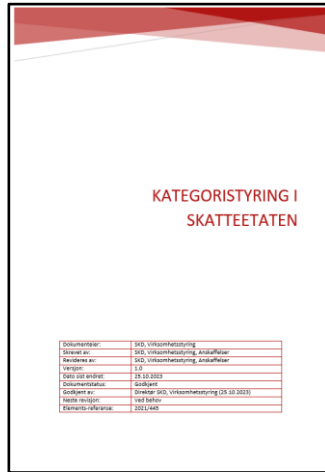 KATEGORISTYRING I
SKATTEETATEN
Dokumenteier: SKD, Virksomhetsstyring
Skrevet av: SKD, Virksomhetsstyring, Anskaffelser
Revideres av: SKD, Virksomhetsstyring, Anskaffelser
Versjon: 1.0
Dato sist endret: 25.10.2023
Dokumentstatus: Godkjent
Godkjent av: Direktør SKD, Virksomhetsstyring (25.10.2023)
Neste revisjon: Ved behov
Elements-referanse: 2021/445